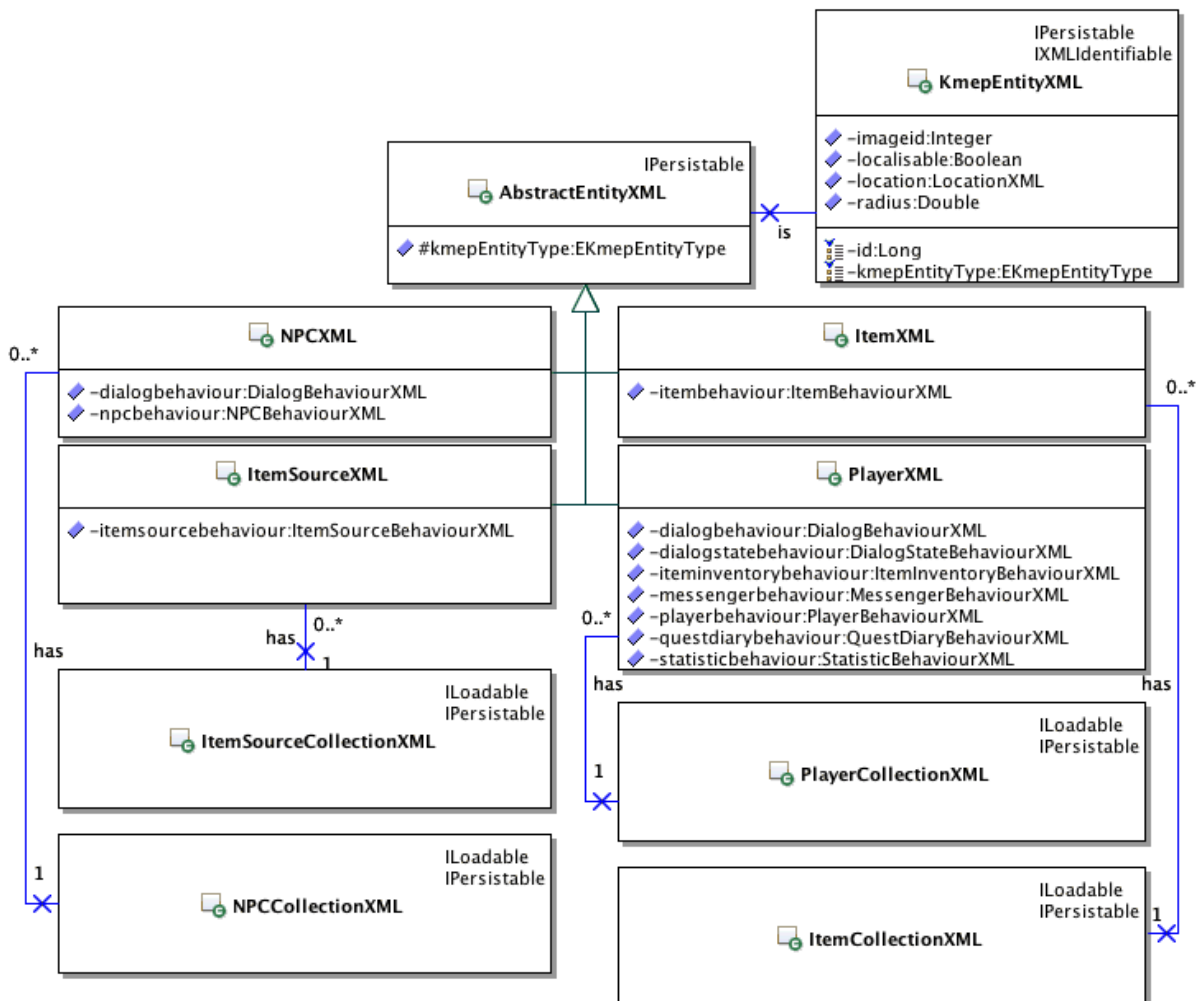 IPersistable
IXMLIdentifiable
KmepEntityXML
-imageid:Integer
-localisable:Boolean
-location:LocationXML
-radius:Double
-id:Long
-kmepEntityType:EKmepEntityType
is
IPersistable
AbstractEntityXML
#kmepEntityType:EKmepEntityType
NPCXML
-dialogbehaviour:DialogBehaviourXML
-npcbehaviour:NPCBehaviourXML
0..*
ItemXML
-itembehaviour:ItemBehaviourXML
0..*
ItemSourceXML
-itemsourcebehaviour:ItemSourceBehaviourXML
PlayerXML
-dialogbehaviour:DialogBehaviourXML
-dialogstatebehaviour:DialogStateBehaviourXML
-iteminventorybehaviour:ItemInventoryBehaviourXML
-messengerbehaviour:MessengerBehaviourXML
-playerbehaviour:PlayerBehaviourXML
-questdiarybehaviour:QuestDiaryBehaviourXML
-statisticbehaviour:StatisticBehaviourXML
0..*
has
1
0..*
has
has
has
ILoadable
IPersistable
ItemSourceCollectionXML
ILoadable
IPersistable
PlayerCollectionXML
1
1
ILoadable
IPersistable
NPCCollectionXML
ILoadable
IPersistable
ItemCollectionXML
1